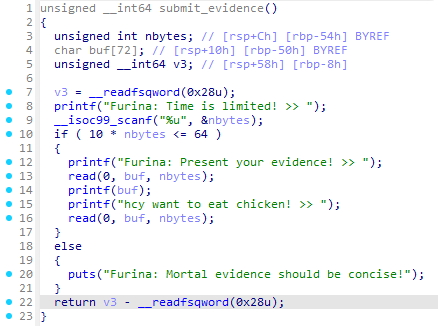 1 unsigned __int64 submit_evidence()
2 {
3 unsigned int nbytes; // [rsp+Ch] [rbp-54h] BYREF
4 char buf[72]; // [rsp+10h] [rbp-50h] BYREF
5 unsigned __int64 v3; // [rsp+58h] [rbp-8h]
6
7 v3 = __readfsqword(0x28u);
8 printf("Furina: Time is limited! >> ");
9 __isoc99_scanf("%u", &nbytes);
10 if ( 10 * nbytes <= 64 )
11 {
12 printf("Furina: Present your evidence! >> ");
13 read(0, buf, nbytes);
14 printf(buf);
15 printf("hcy want to eat chicken! >> ");
16 read(0, buf, nbytes);
17 }
18 else
19 {
20 puts("Furina: Mortal evidence should be concise!");
21 }
22 return v3 - __readfsqword(0x28u);
23 }